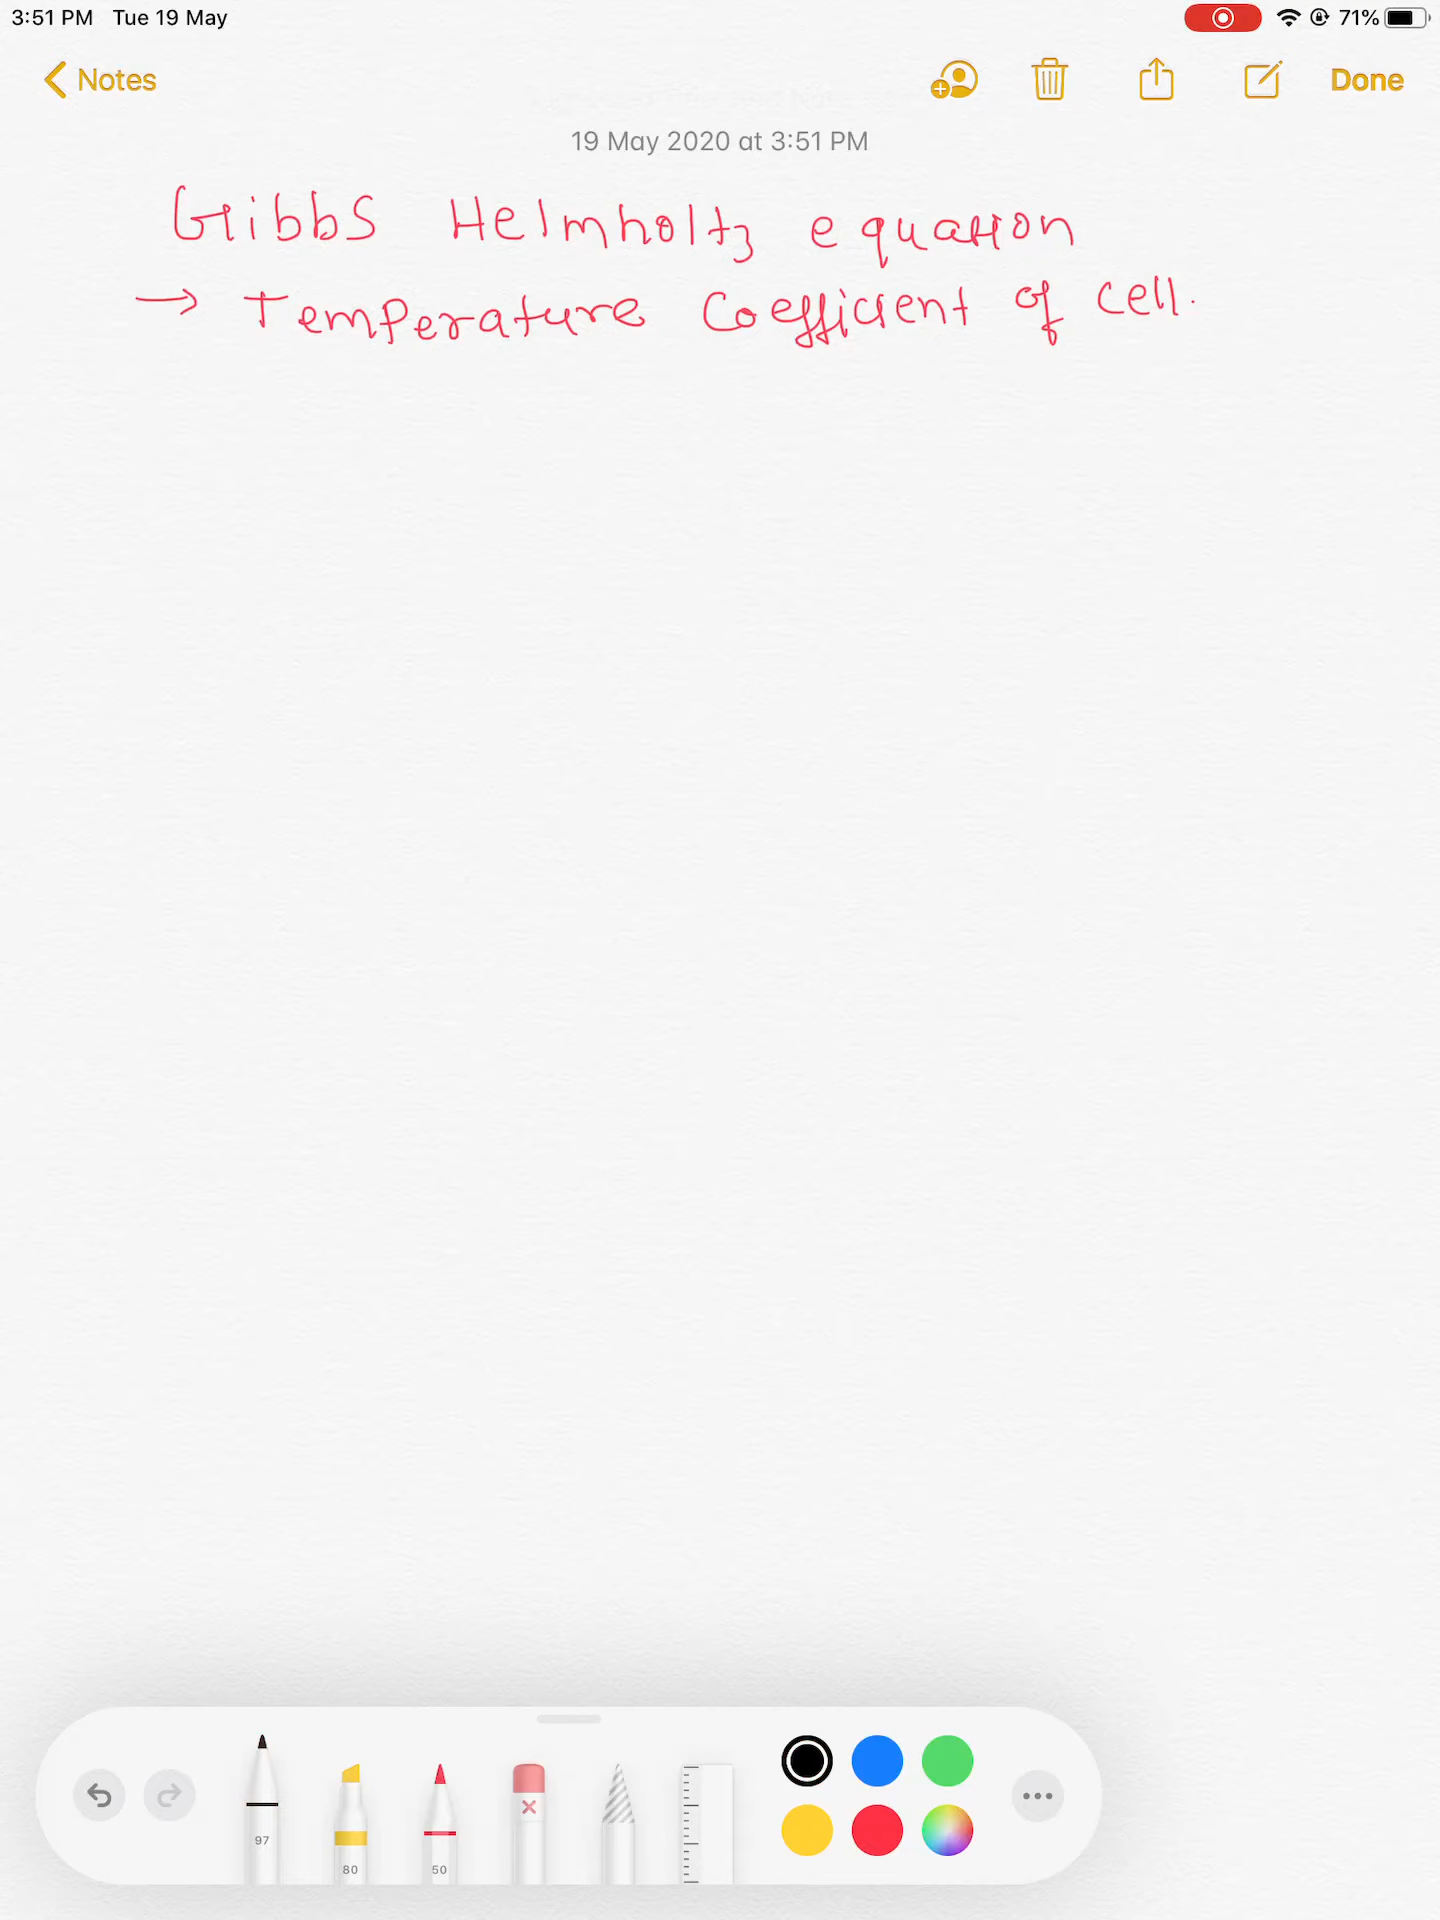 3:51 PM Tue 19 May 71%
Notes Done
19 May 2020 at 3:51 PM
Gibbs Helmholtz equation
→ Temperature Coefficient of cell.
97 80 50